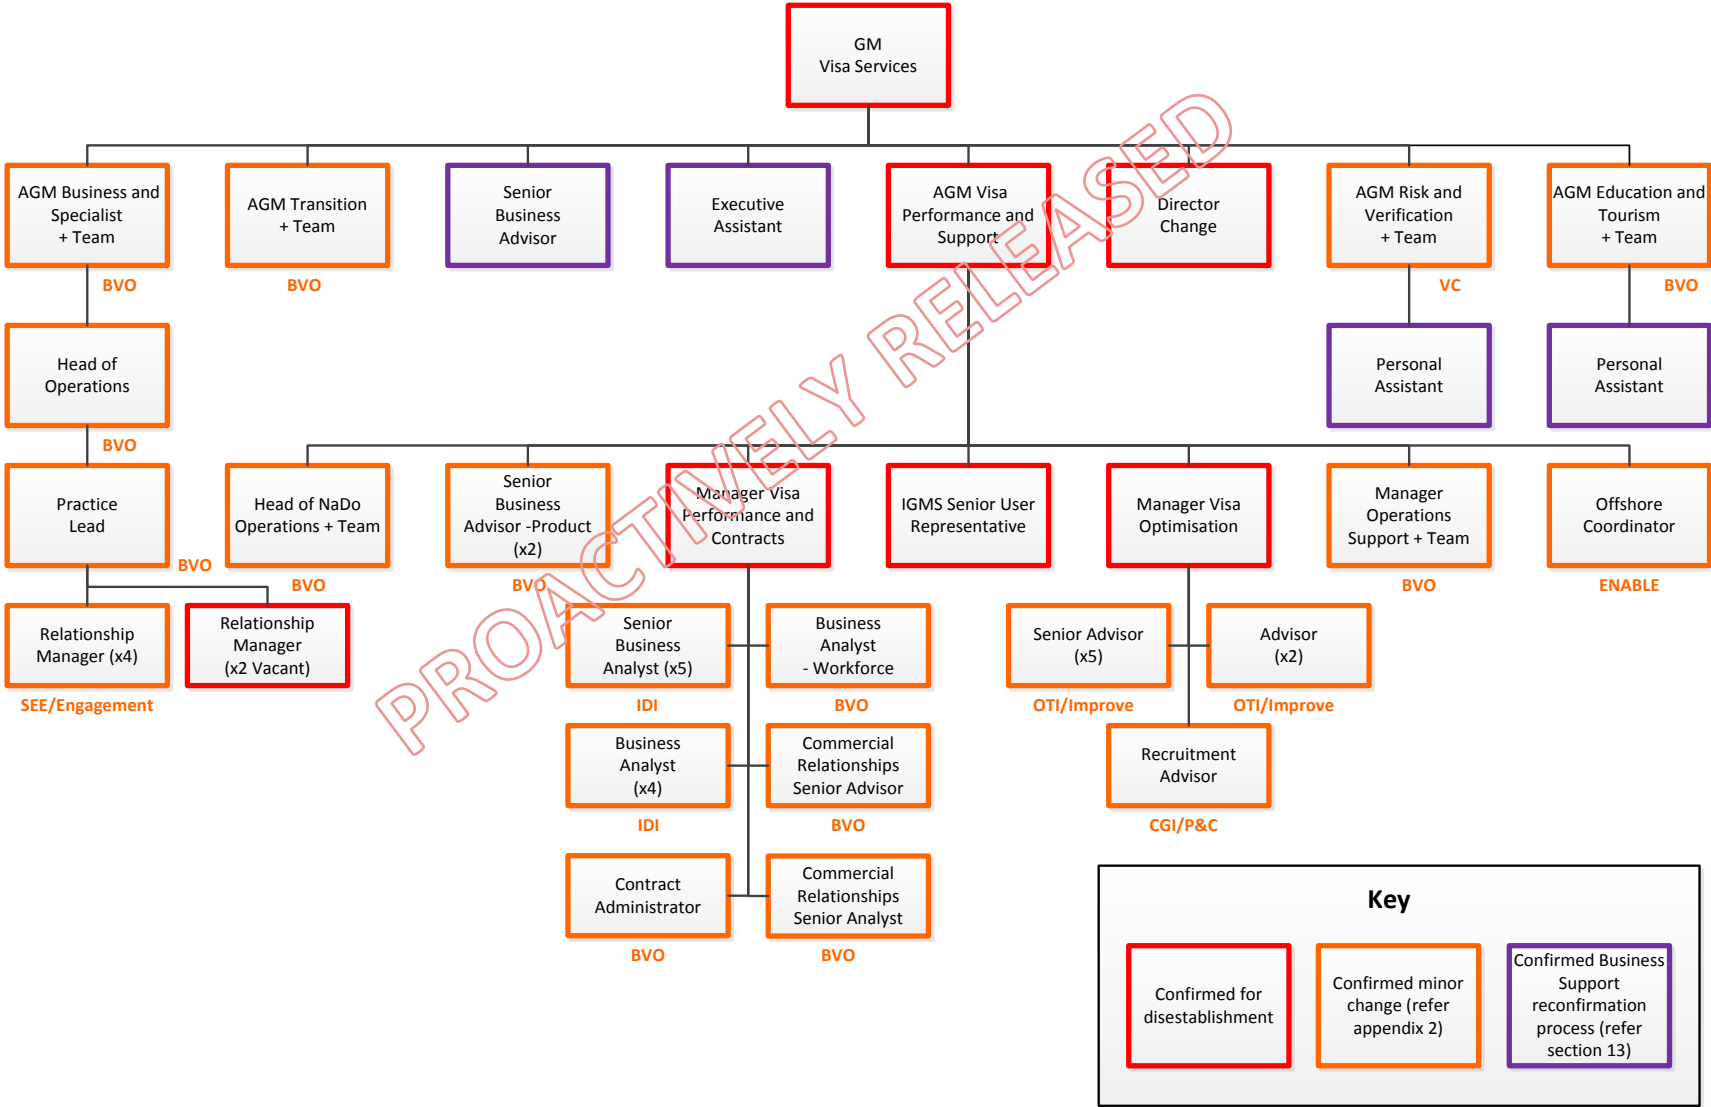 GM
Visa Services
AGM Business and
Specialist
+ Team
BVO
AGM Transition
+ Team
BVO
Senior
Business
Advisor
Executive
Assistant
AGM Visa
Performance and
Support
Director
Change
AGM Risk and
Verification
+ Team
VC
AGM Education and
Tourism
+ Team
BVO
Head of
Operations
BVO
Personal
Assistant
Personal
Assistant
Practice
Lead
BVO
Head of NaDo
Operations + Team
BVO
Senior
Business
Advisor -Product
(x2)
BVO
Manager Visa
Performance and
Contracts
IGMS Senior User
Representative
Manager Visa
Optimisation
Manager
Operations
Support + Team
BVO
Offshore
Coordinator
ENABLE
Relationship
Manager (x4)
SEE/Engagement
Relationship
Manager
(x2 Vacant)
Senior
Business
Analyst (x5)
IDI
Business
Analyst
- Workforce
BVO
Senior Advisor
(x5)
OTI/Improve
Advisor
(x2)
OTI/Improve
Business
Analyst
(x4)
IDI
Commercial
Relationships
Senior Advisor
BVO
Recruitment
Advisor
CGI/P&C
Contract
Administrator
BVO
Commercial
Relationships
Senior Analyst
BVO
PROACTIVELY RELEASED
Key
Confirmed for
disestablishment
Confirmed minor
change (refer
appendix 2)
Confirmed Business
Support
reconfirmation
process (refer
section 13)